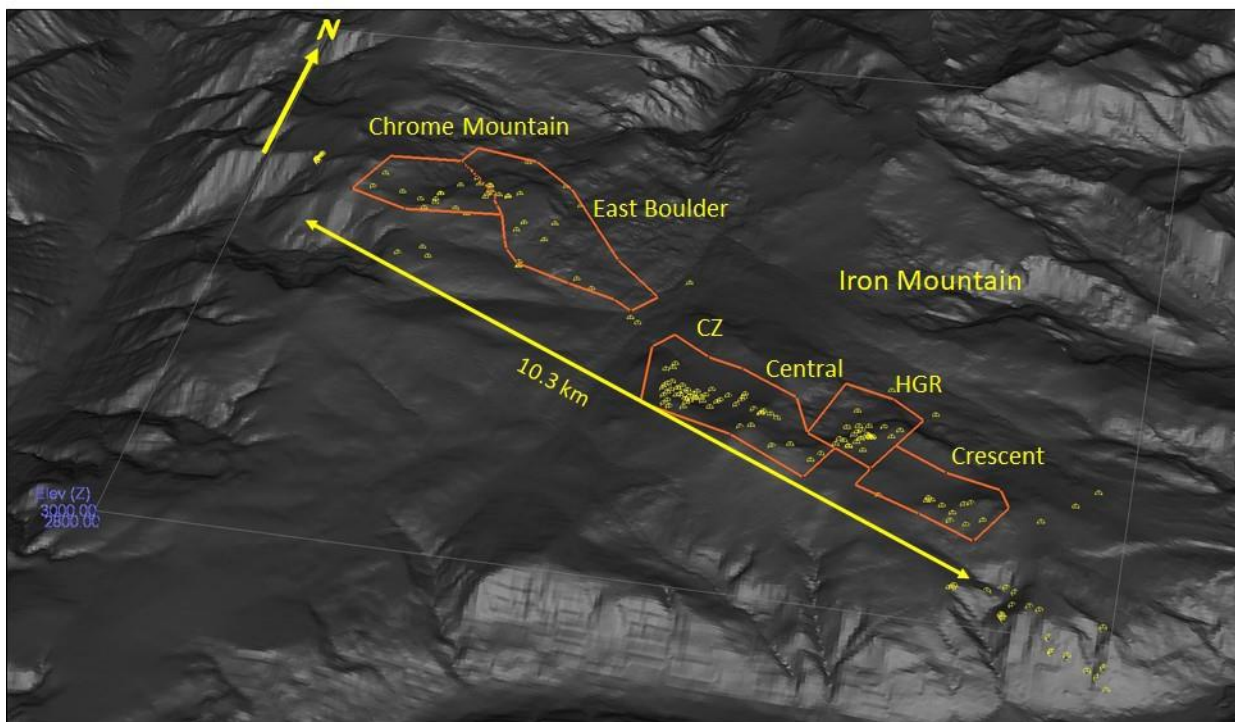 N
Chrome Mountain
East Boulder
Iron Mountain
CZ
Central
10.3 km
HGR
Crescent
Elev (Z)
3000.00
2800.00